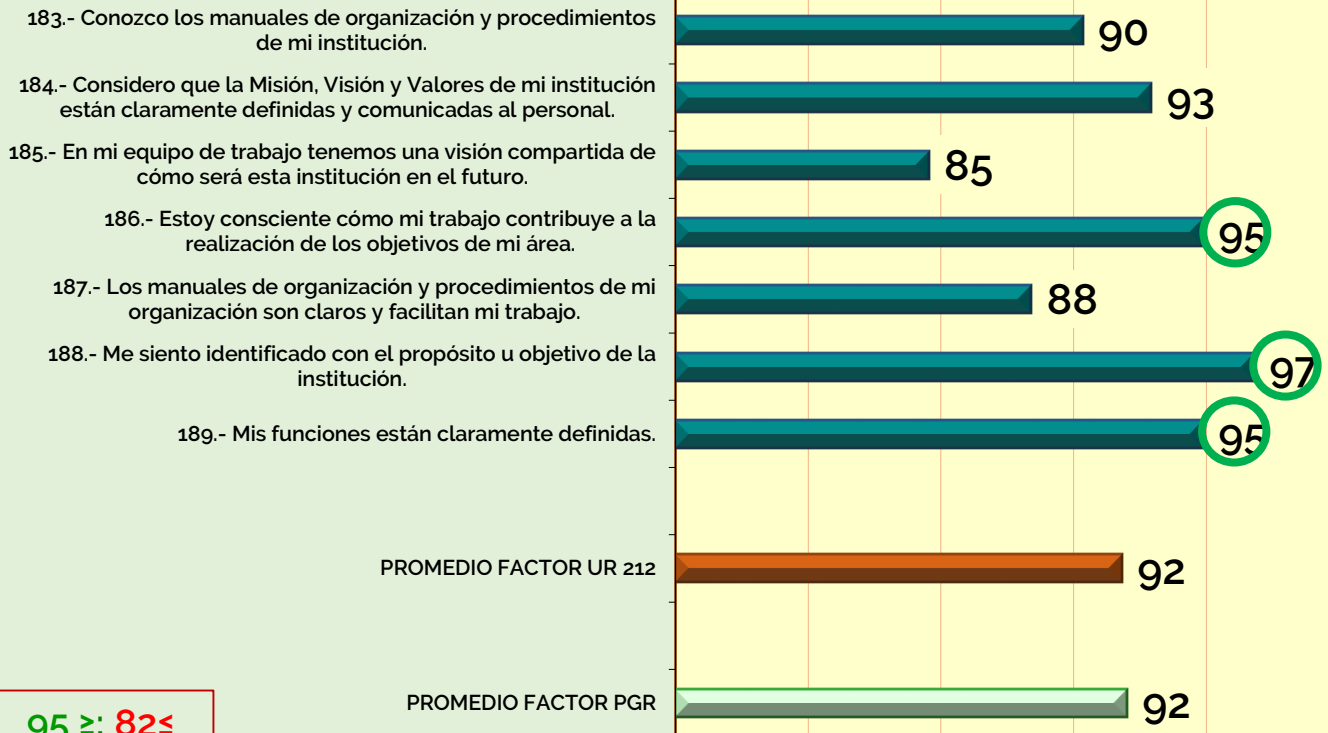 183.- Conozco los manuales de organización y procedimientos
de mi institución.
90
184.- Considero que la Misión, Visión y Valores de mi institución
están claramente definidas y comunicadas al personal.
93
185.- En mi equipo de trabajo tenemos una visión compartida de
cómo será esta institución en el futuro.
85
186.- Estoy consciente cómo mi trabajo contribuye a la
realización de los objetivos de mi área.
95
187.- Los manuales de organización y procedimientos de mi
organización son claros y facilitan mi trabajo.
88
188.- Me siento identificado con el propósito u objetivo de la
institución.
97
189.- Mis funciones están claramente definidas.
95
PROMEDIO FACTOR UR 212
92
PROMEDIO FACTOR PGR
92
95 ≥; 82≤